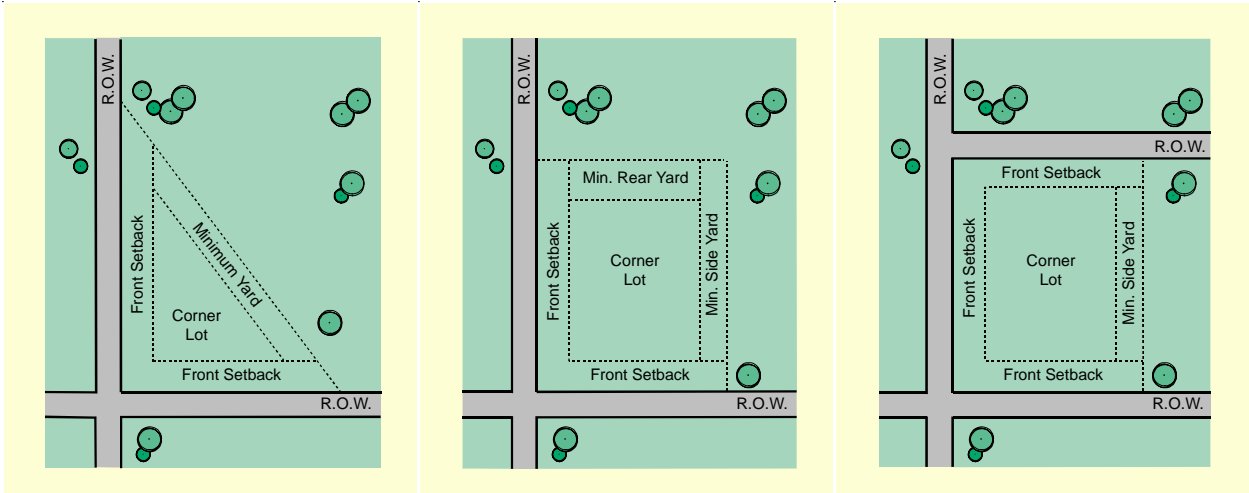 R.O.W.
Front Setback
Minimum Yard
Corner
Lot
Front Setback
R.O.W.
R.O.W.
Min. Rear Yard
Front Setback
Corner
Lot
Min. Side Yard
Front Setback
R.O.W.
R.O.W.
R.O.W.
Front Setback
Front Setback
Corner
Lot
Min. Side Yard
Front Setback
R.O.W.